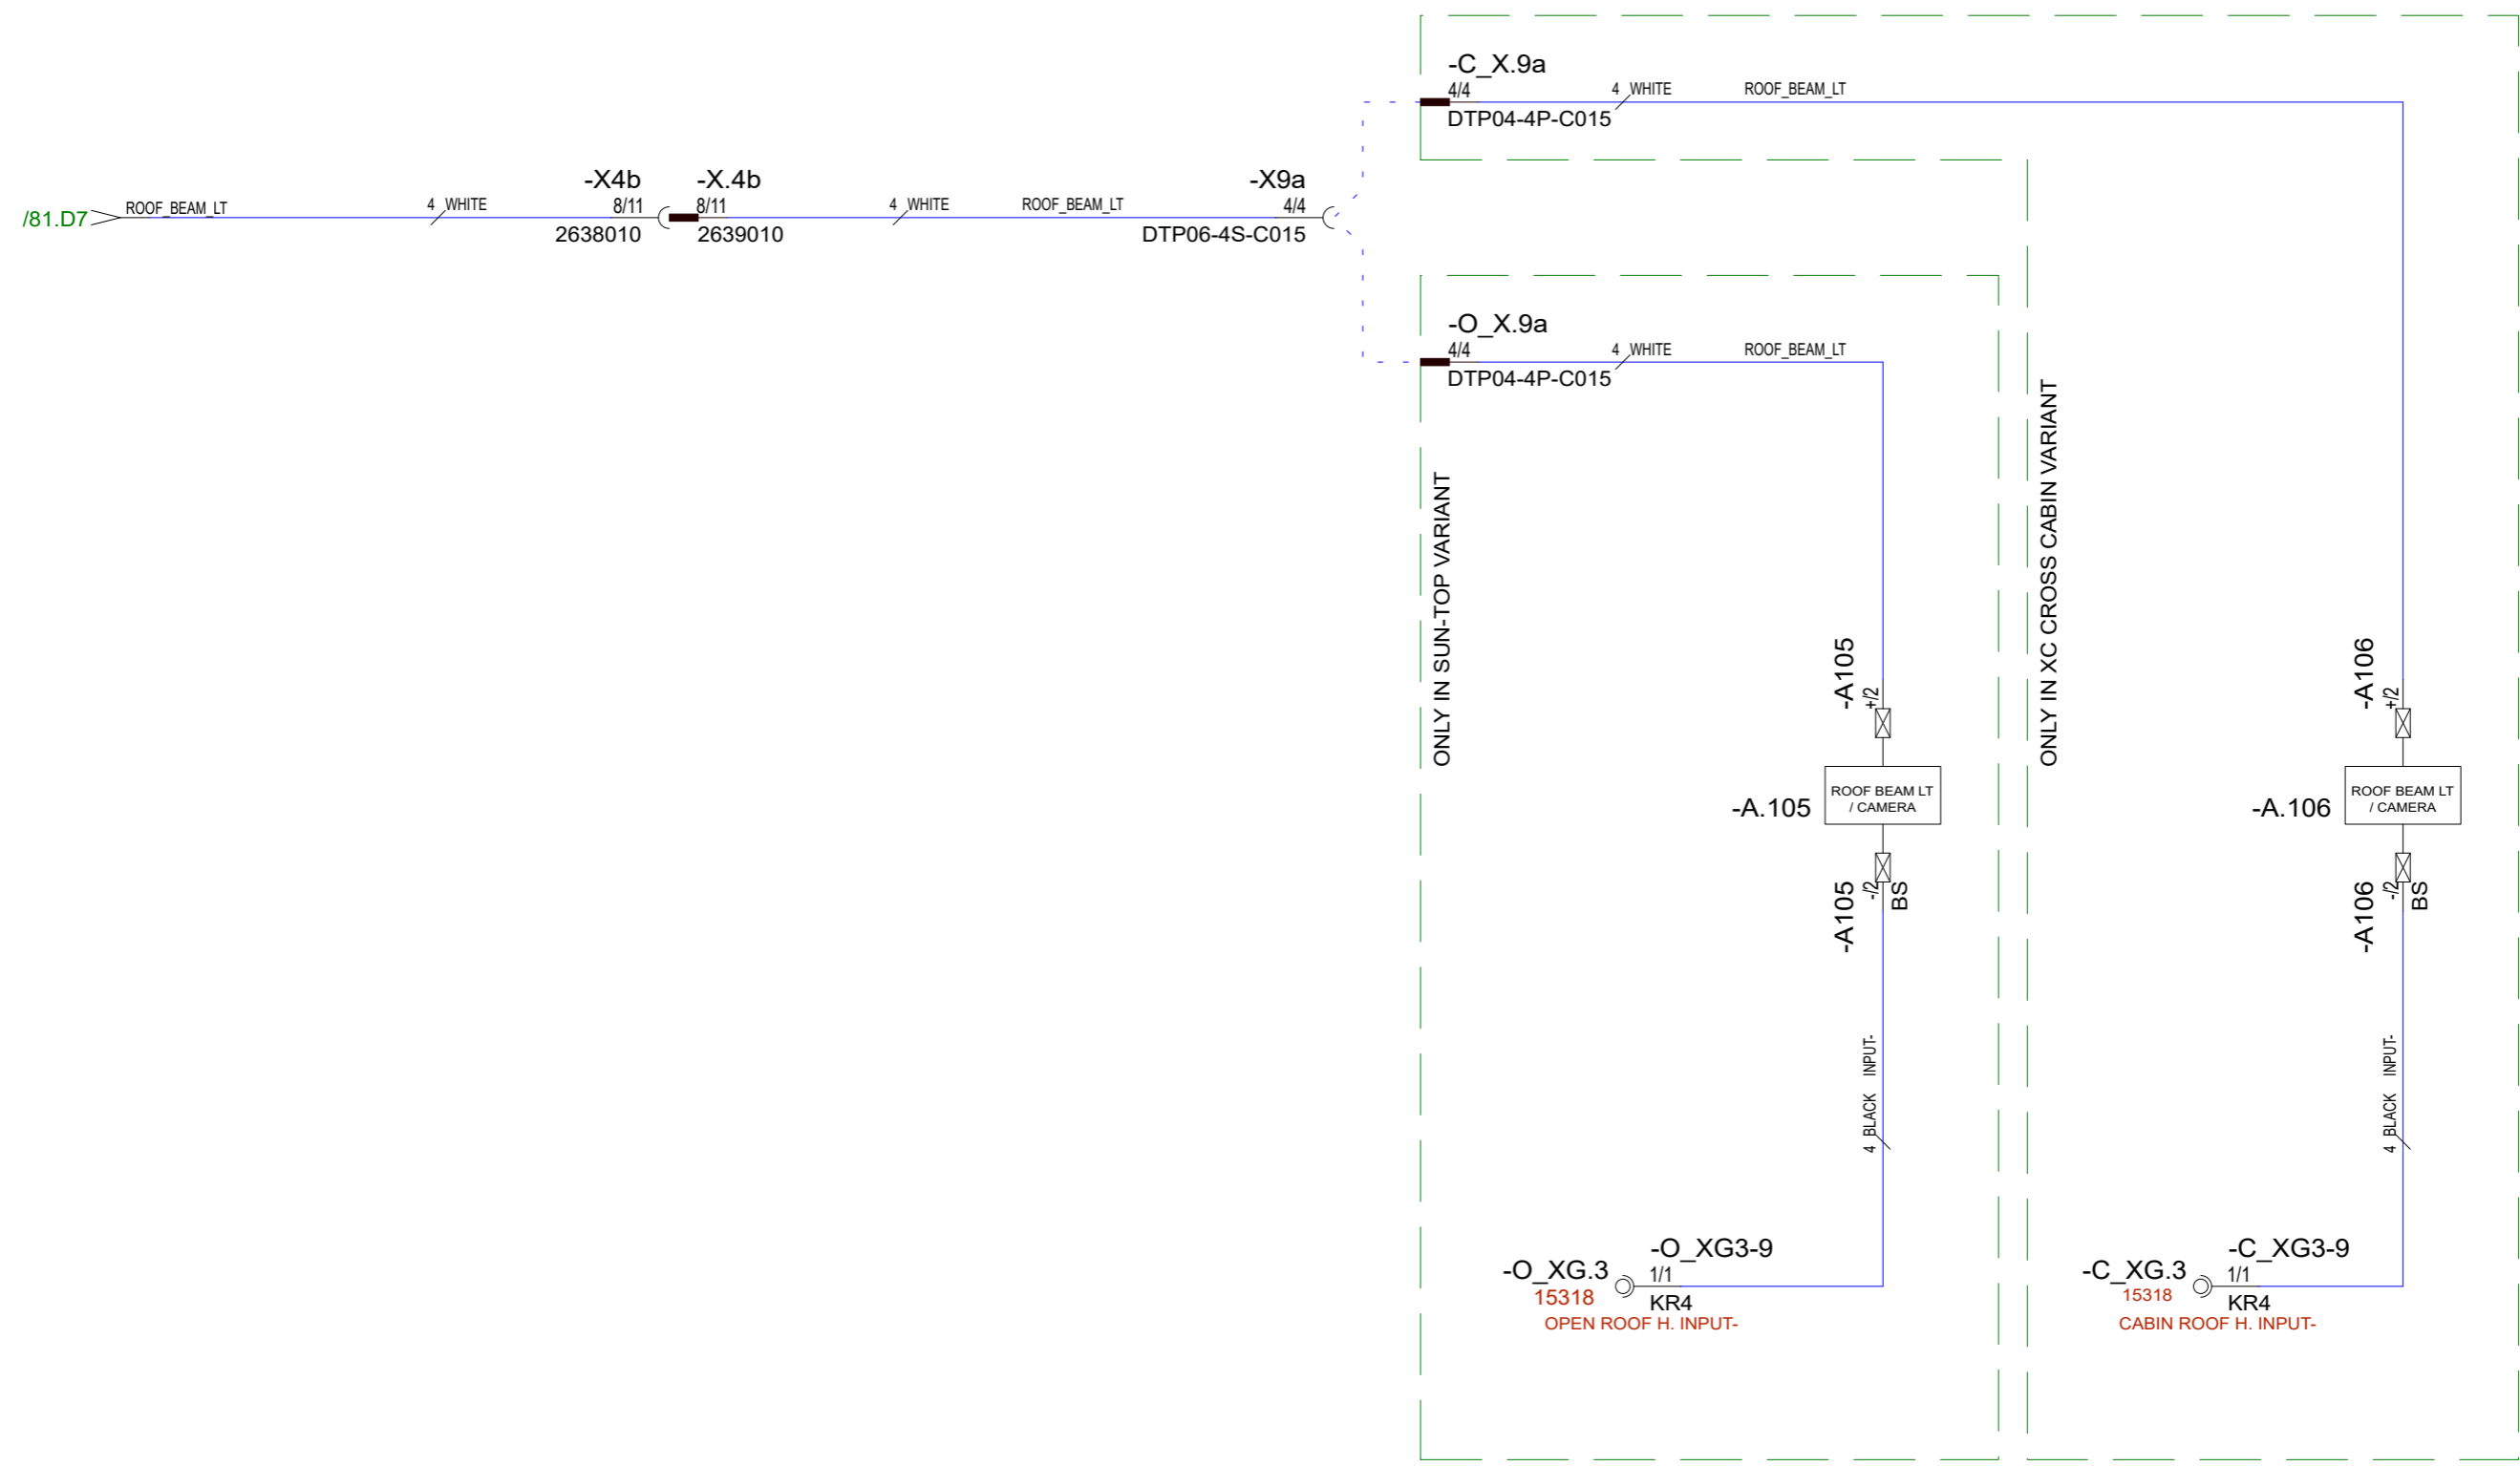 -C_X.9a
4/4
4 WHITE
ROOF_BEAM_LT
DTP04-4P-C015
/81.D7
ROOF_BEAM_LT
4 WHITE
-X4b
8/11
2638010
-X.4b
8/11
2639010
4 WHITE
ROOF_BEAM_LT
-X9a
4/4
DTP06-4S-C015
-O_X.9a
4/4
4 WHITE
ROOF_BEAM_LT
DTP04-4P-C015
ONLY IN SUN-TOP VARIANT
ONLY IN XC CROSS CABIN VARIANT
-A105
+/2
-A.105
ROOF BEAM LT
/ CAMERA
-A105
-/2
BS
4 BLACK INPUT-
-O_XG3-9
-O_XG.3
1/1
15318
KR4
OPEN ROOF H. INPUT-
-A106
+/2
-A.106
ROOF BEAM LT
/ CAMERA
-A106
-/2
BS
4 BLACK INPUT-
-C_XG3-9
-C_XG.3
1/1
15318
KR4
CABIN ROOF H. INPUT-